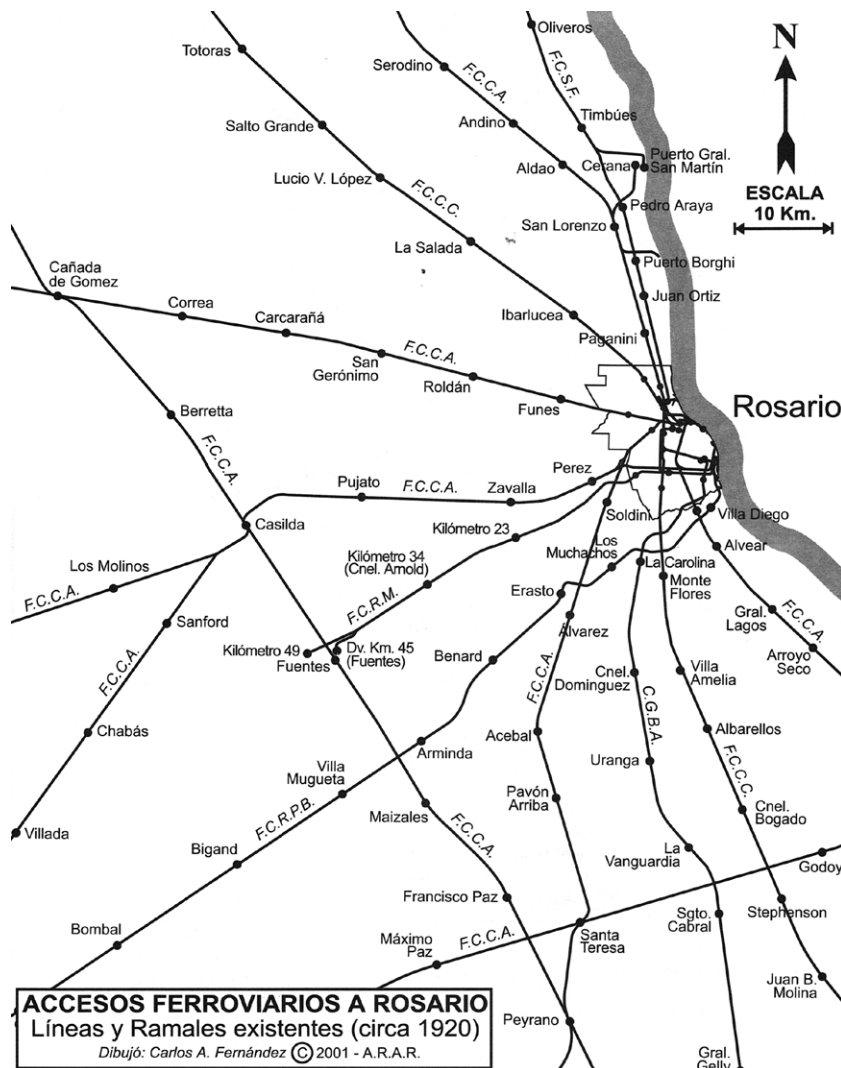 Oliveros
Totoras
Serodino
F.C.C.A.
F.C.S.F.
N
Salto Grande
Andino
Timbúes
Aldao
Cerana
Puerto Gral.
San Martín
Lucio V. López
F.C.C.C.
ESCALA
10 Km.
Pedro Araya
San Lorenzo
La Salada
Puerto Borghi
Cañada
de Gomez
Juan Ortiz
Correa
Ibarlucea
Carcarañá
Paganini
F.C.C.A.
San
Gerónimo
Roldán
Funes
Rosario
Berretta
F.C.C.A.
Pujato
F.C.C.A.
Zavalla
Perez
Soldini
Villa Diego
Casilda
Kilómetro 23
Los
Muchachos
Alvear
Kilómetro 34
(Cnel. Arnold)
La Carolina
Los Molinos
Monte
Flores
F.C.C.A.
F.C.R.M.
Erasto
Gral.
Lagos
F.C.C.A.
Sanford
Álvarez
Kilómetro 49
Dv. Km. 45
(Fuentes)
Fuentes
Benard
Arroyo
Seco
F.C.C.A.
F.C.C.A.
Cnel.
Dominguez
Villa
Amelia
C.G.B.A.
Chabás
Arminda
Acebal
Albarellos
Villa
Mugueta
Uranga
F.C.C.C.
F.C.R.P.B.
Maizales
Pavón
Arriba
Cnel.
Bogado
Villada
F.C.C.A.
Bigand
La
Vanguardia
Godoy
Francisco Paz
Stephenson
Bombal
Máximo
Paz
F.C.C.A.
Santa
Teresa
Sgto.
Cabral
Juan B.
Molina
ACCESOS FERROVIARIOS A ROSARIO
Líneas y Ramales existentes (circa 1920)
Dibujó: Carlos A. Fernández © 2001 - A.R.A.R.
Peyrano
Gral.
Gelly